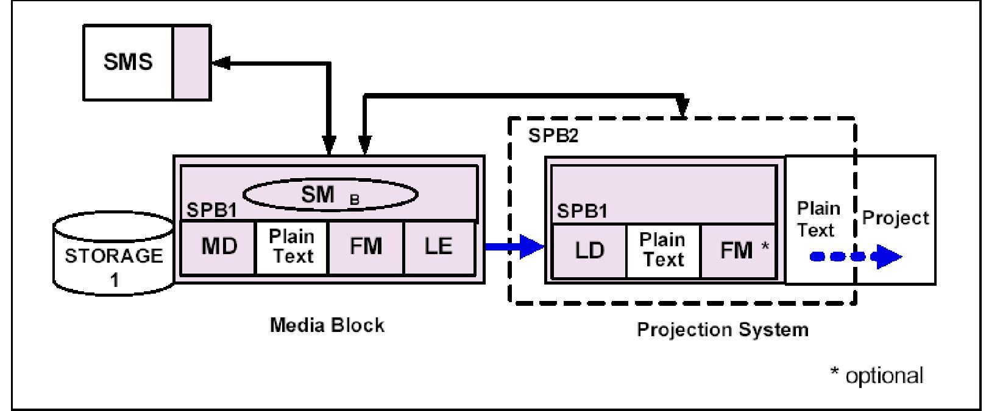 SMS
SPB2
SM B
SPB1
MD
Plain
Text
FM
LE
STORAGE
1
SPB1
LD
Plain
Text
FM *
Plain
Text
Project
Media Block
Projection System
* optional